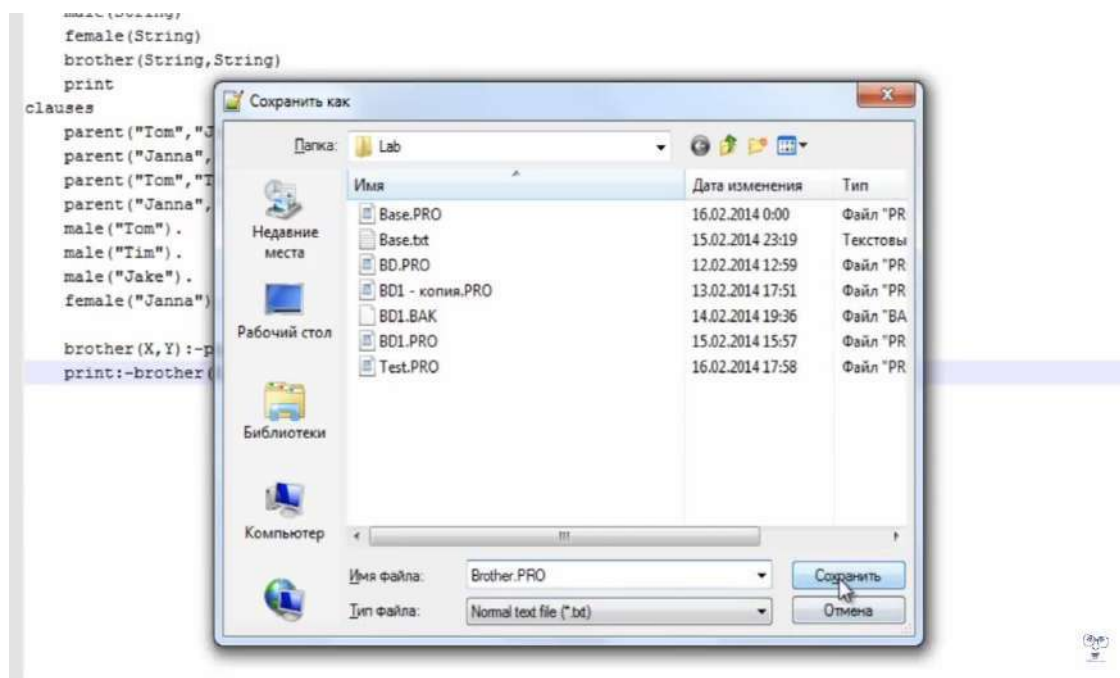 male(String)
female(String)
brother(String,String)
print
clauses
parent("Tom","J
parent("Janna",
parent("Tom","T
parent("Janna",
male("Tom").
male("Tim").
male("Jake").
female("Janna")
brother(X,Y):-p
print:-brother(
Сохранить как
Папка: Lab
Имя Дата изменения Тип
Base.PRO 16.02.2014 0:00 Файл "PR
Base.txt 15.02.2014 23:19 Текстовы
BD.PRO 12.02.2014 12:59 Файл "PR
BD1 - копия.PRO 13.02.2014 17:51 Файл "PR
BD1.BAK 14.02.2014 19:36 Файл "BA
BD1.PRO 15.02.2014 15:57 Файл "PR
Test.PRO 16.02.2014 17:58 Файл "PR
Недавние
места
Рабочий стол
Библиотеки
Компьютер
Имя файла: Brother.PRO Сохранить
Тип файла: Normal text file (*.txt) Отмена